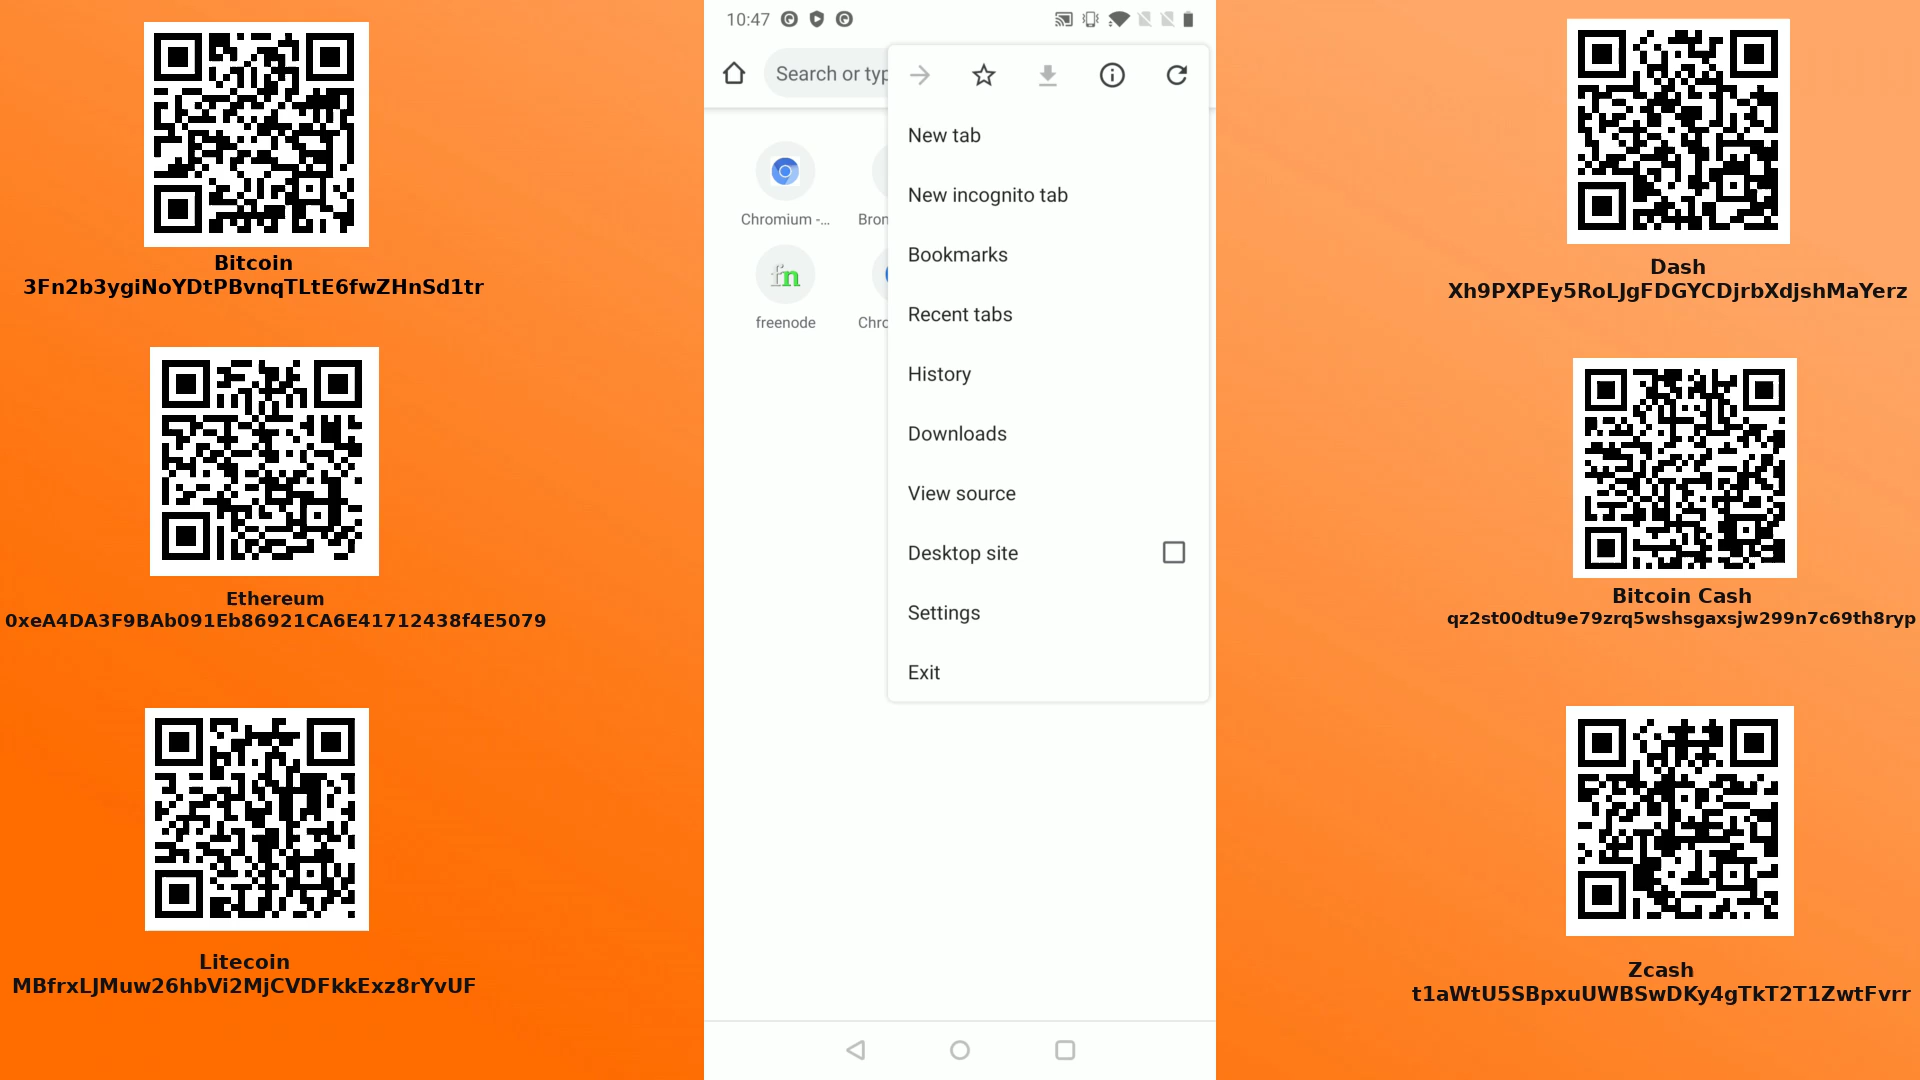 Bitcoin
3Fn2b3ygiNoYDtPBvnqTLtE6fwZHnSd1tr
Ethereum
0xeA4DA3F9BAb091Eb86921CA6E41712438f4E5079
Litecoin
MBfrxLJMuw26hbVi2MjCVDFkkExz8rYvUF
10:47
Search or typ
Chromium -...
Bron
freenode
Chro
New tab
New incognito tab
Bookmarks
Recent tabs
History
Downloads
View source
Desktop site
Settings
Exit
Dash
Xh9PXPEy5RoLJgFDGYCDjrbXdjshMaYerz
Bitcoin Cash
qz2st00dtu9e79zrq5wshsgaxsjw299n7c69th8ryp
Zcash
t1aWtU5SBpxuUWBSwDKy4gTkT2T1ZwtFvrr